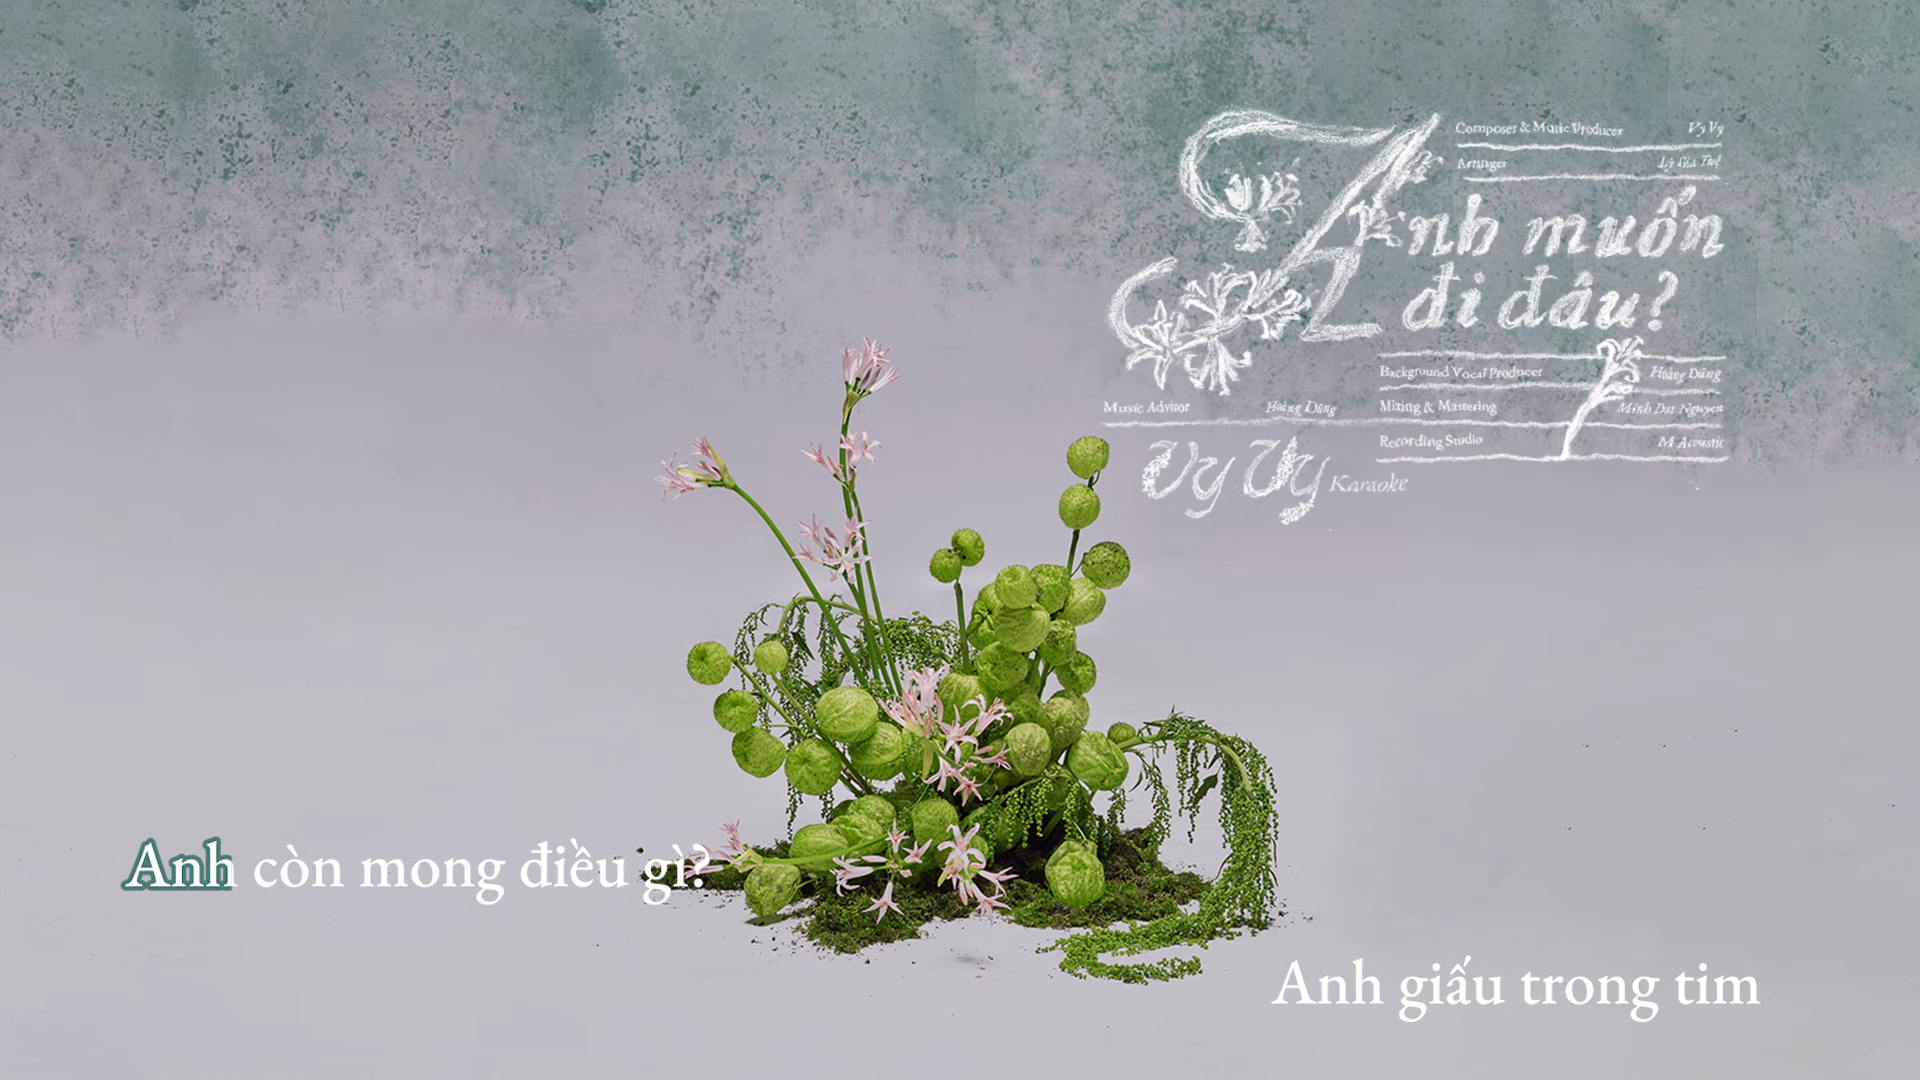 Composer & Music Producer Vy Vy
Arranger Lý Gia Tuệ
Anh muốn
đi đâu?
Background Vocal Producer Hoàng Dũng
Music Advisor Hoàng Dũng Mixing & Mastering Minh Dat Nguyen
Recording Studio M Acoustic
Vy Vy Karaoke
Anh còn mong điều gì?
Anh giấu trong tim